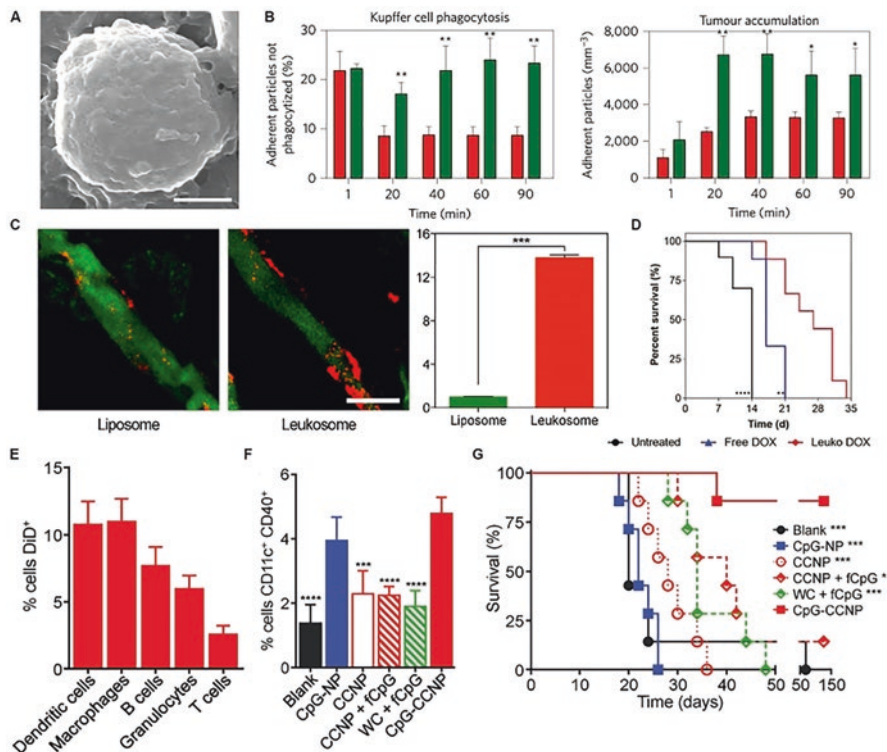 A
B
Kupffer cell phagocytosis
Adherent particles not
phagocytized (%)
30
20
10
0
**
**
**
**
1
20
40
60
90
Time (min)
Tumour accumulation
Adherent particles (mm⁻³)
8,000
6,000
4,000
2,000
0
**
**
*
*
1
20
40
60
90
Time (min)
C
Liposome
Leukosome
16
12
8
4
0
***
Liposome
Leukosome
D
Percent survival (%)
100
75
50
25
0
****
**
0
7
14
21
28
35
Time (d)
Untreated
Free DOX
Leuko DOX
E
% cells DiD⁺
15
10
5
0
Dendritic cells
Macrophages
B cells
Granulocytes
T cells
F
% cells CD11c⁺ CD40⁺
6
4
2
0
****
***
****
****
Blank
CpG-NP
CCNP
CCNP + fCpG
WC + fCpG
CpG-CCNP
G
Survival (%)
100
75
50
25
0
Blank ***
CpG-NP ***
CCNP ***
CCNP + fCpG *
WC + fCpG ***
CpG-CCNP
0
10
20
30
40
50
50
150
Time (days)